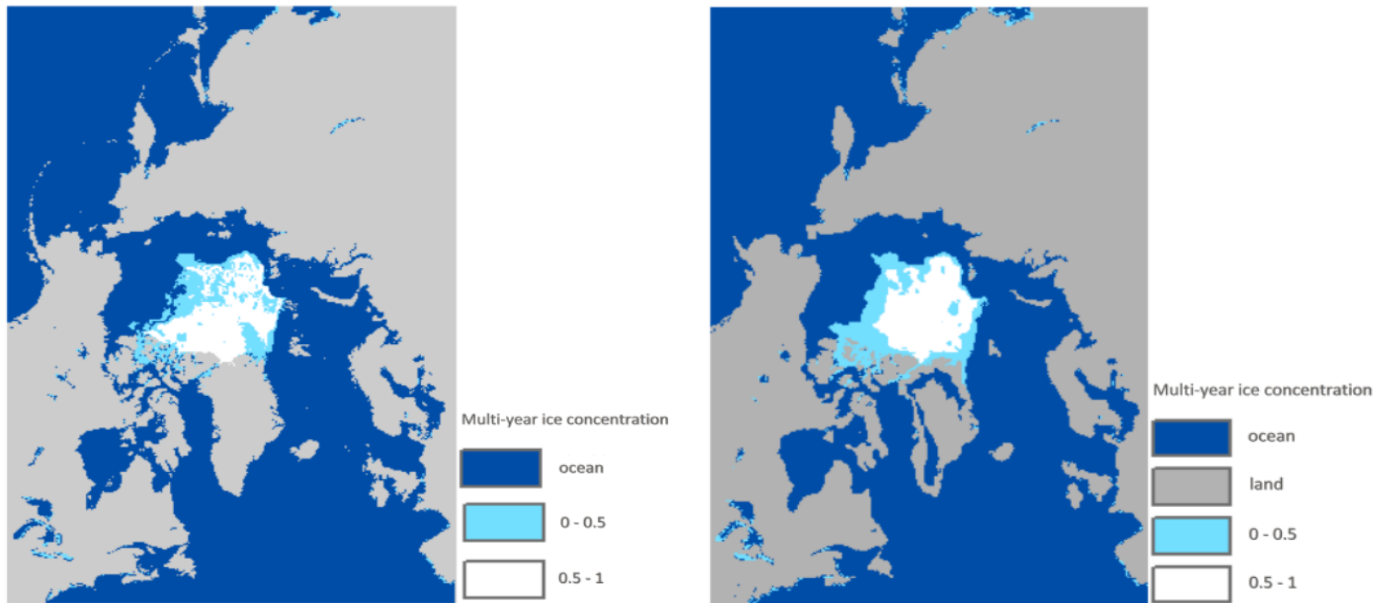 Multi-year ice concentration
ocean
0 - 0.5
0.5 - 1
Multi-year ice concentration
ocean
land
0 - 0.5
0.5 - 1